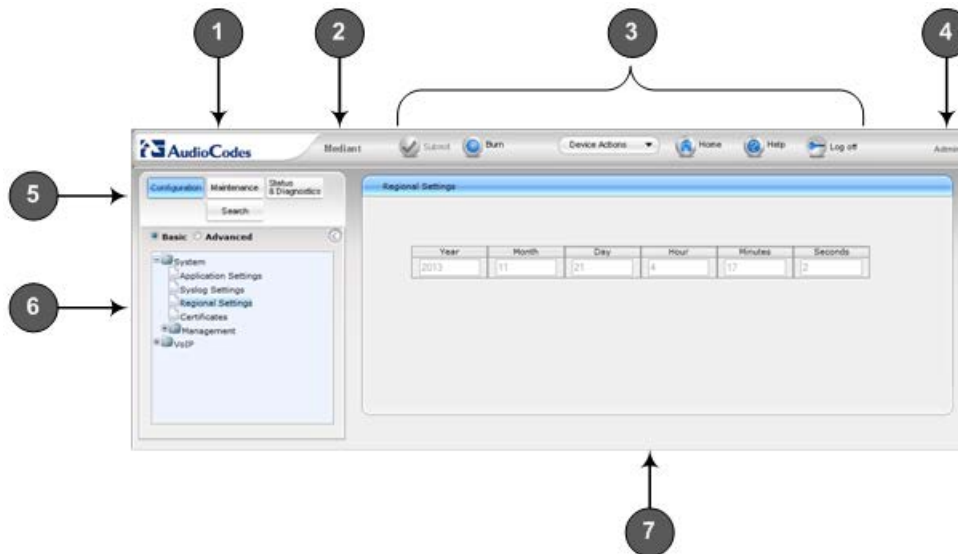 1
2
3
4
AudioCodes
Mediant
Submit
Burn
Device Actions
Home
Help
Log off
Admin
5
Configuration
Maintenance
Status & Diagnostics
Search
Basic
Advanced
6
System
Application Settings
Syslog Settings
Regional Settings
Certificates
Management
VoIP
Regional Settings
Year Month Day Hour Minutes Seconds
2013 11 21 4 17 2
7